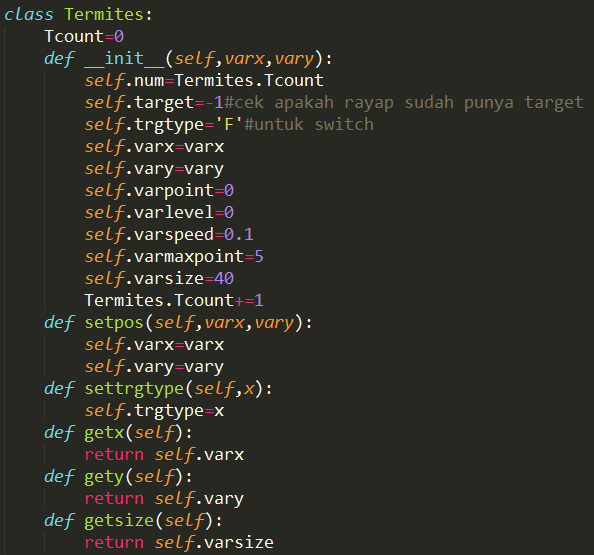 class Termites:
    Tcount=0
    def __init__(self,varx,vary):
        self.num=Termites.Tcount
        self.target=-1#cek apakah rayap sudah punya target
        self.trgtype='F'#untuk switch
        self.varx=varx
        self.vary=vary
        self.varpoint=0
        self.varlevel=0
        self.varspeed=0.1
        self.varmaxpoint=5
        self.varsize=40
        Termites.Tcount+=1
    def setpos(self,varx,vary):
        self.varx=varx
        self.vary=vary
    def settrgtype(self,x):
        self.trgtype=x
    def getx(self):
        return self.varx
    def gety(self):
        return self.vary
    def getsize(self):
        return self.varsize